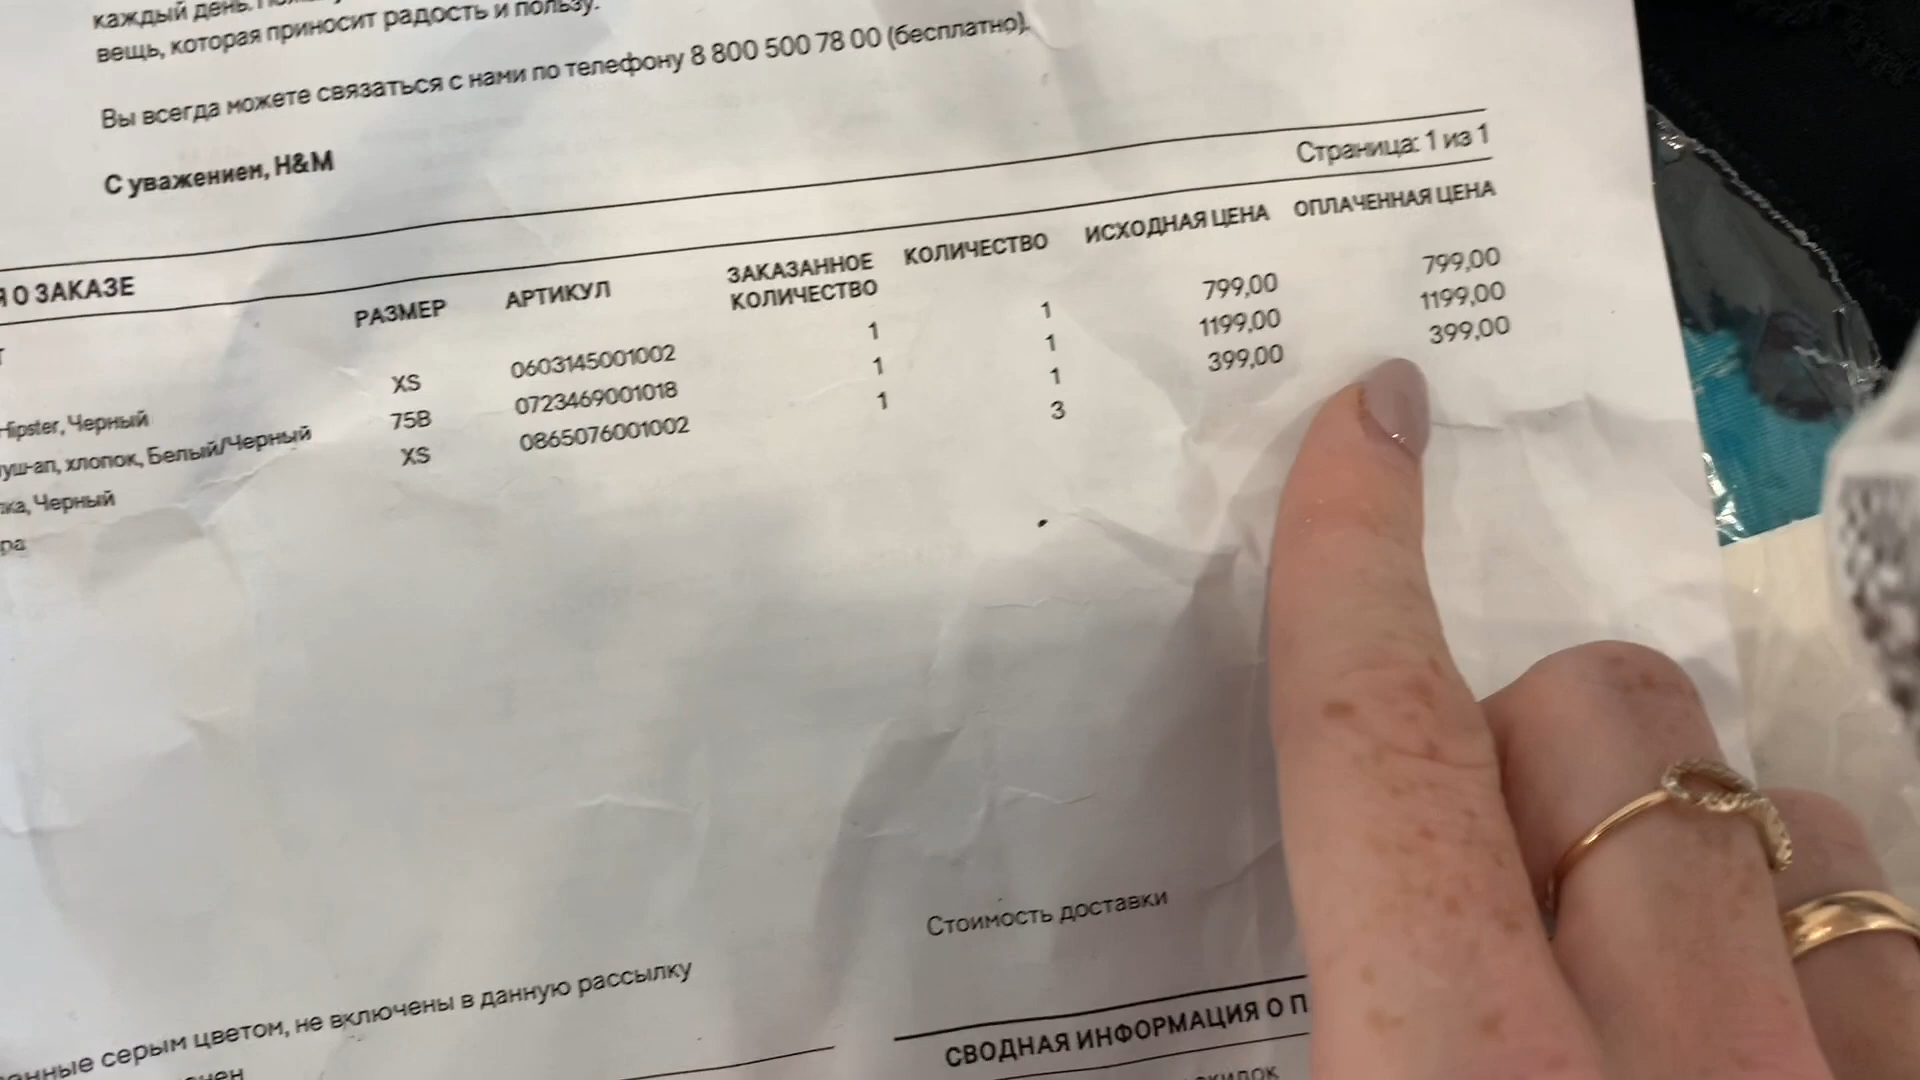 каждый день.
вещь, которая приносит радость и пользу.
Вы всегда можете связаться с нами по телефону 8 800 500 78 00 (бесплатно).
С уважением, H&M
Страница: 1 из 1
О ЗАКАЗЕ РАЗМЕР АРТИКУЛ ЗАКАЗАННОЕ КОЛИЧЕСТВО КОЛИЧЕСТВО ИСХОДНАЯ ЦЕНА ОПЛАЧЕННАЯ ЦЕНА
Hipster, Черный XS 0603145001002 1 1 799,00 799,00
уш-ап, хлопок, Белый/Черный 75B 0723469001018 1 1 1199,00 1199,00
ка, Черный XS 0865076001002 1 1 399,00 399,00
ра 3
Стоимость доставки
енные серым цветом, не включены в данную рассылку
СВОДНАЯ ИНФОРМАЦИЯ О П